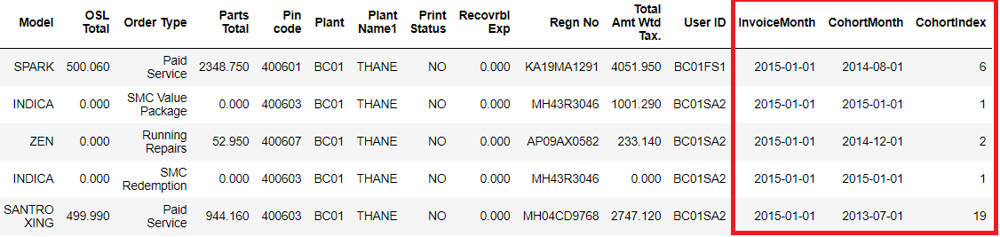 Model OSL Total Order Type Parts Total Pin code Plant Plant Name1 Print Status Recovrbl Exp Regn No Total Amt Wtd Tax. User ID InvoiceMonth CohortMonth CohortIndex
SPARK 500.060 Paid Service 2348.750 400601 BC01 THANE NO 0.000 KA19MA1291 4051.950 BC01FS1 2015-01-01 2014-08-01 6
INDICA 0.000 SMC Value Package 0.000 400603 BC01 THANE NO 0.000 MH43R3046 1001.290 BC01SA2 2015-01-01 2015-01-01 1
ZEN 0.000 Running Repairs 52.950 400607 BC01 THANE NO 0.000 AP09AX0582 233.140 BC01SA2 2015-01-01 2014-12-01 2
INDICA 0.000 SMC Redemption 0.000 400603 BC01 THANE NO 0.000 MH43R3046 0.000 BC01SA2 2015-01-01 2015-01-01 1
SANTRO XING 499.990 Paid Service 944.160 400603 BC01 THANE NO 0.000 MH04CD9768 2747.120 BC01SA2 2015-01-01 2013-07-01 19